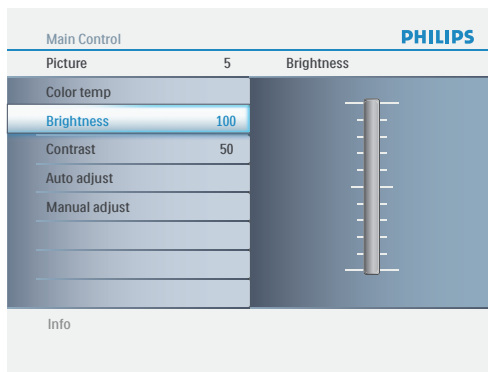 Main Control PHILIPS
Picture 5 Brightness
Color temp
Brightness 100
Contrast 50
Auto adjust
Manual adjust
Info